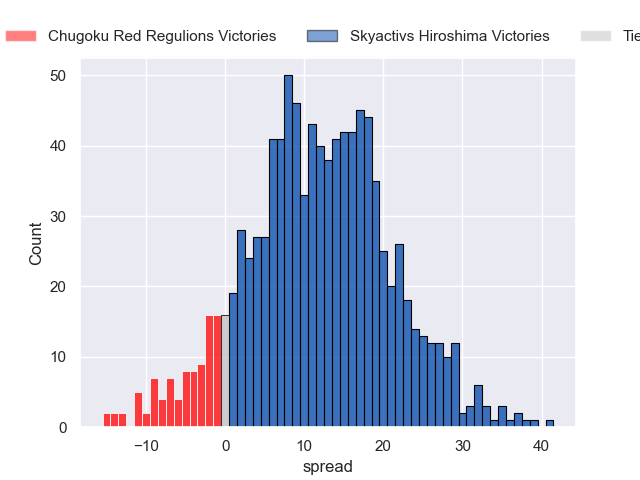 Chugoku Red Regulions Victories
Skyactivs Hiroshima Victories
Tie
50
40
30
20
10
0
Count
−10
0
10
20
30
40
spread